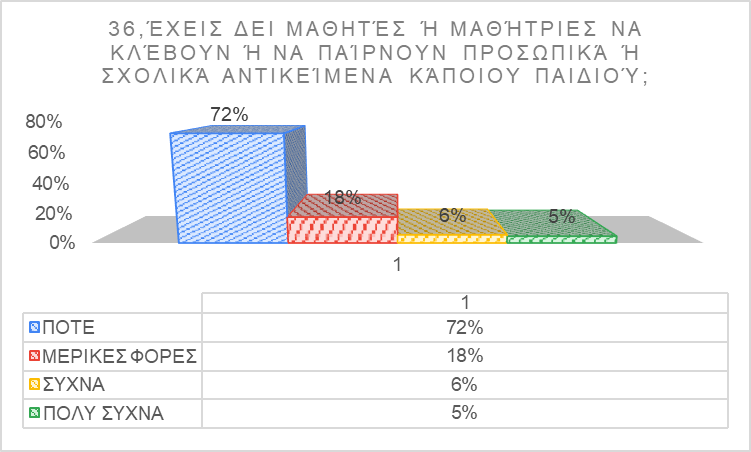 36,ΈΧΕΙΣ ΔΕΙ ΜΑΘΗΤΈΣ Ή ΜΑΘΉΤΡΙΕΣ ΝΑ
ΚΛΈΒΟΥΝ Ή ΝΑ ΠΑΊΡΝΟΥΝ ΠΡΟΣΩΠΙΚΆ Ή
ΣΧΟΛΙΚΆ ΑΝΤΙΚΕΊΜΕΝΑ ΚΆΠΟΙΟΥ ΠΑΙΔΙΟΎ;
72%
80%
60%
40%
20%
0%
18%
6%
5%
1
1
ΠΟΤΕ 72%
ΜΕΡΙΚΕΣ ΦΟΡΕΣ 18%
ΣΥΧΝΑ 6%
ΠΟΛΥ ΣΥΧΝΑ 5%